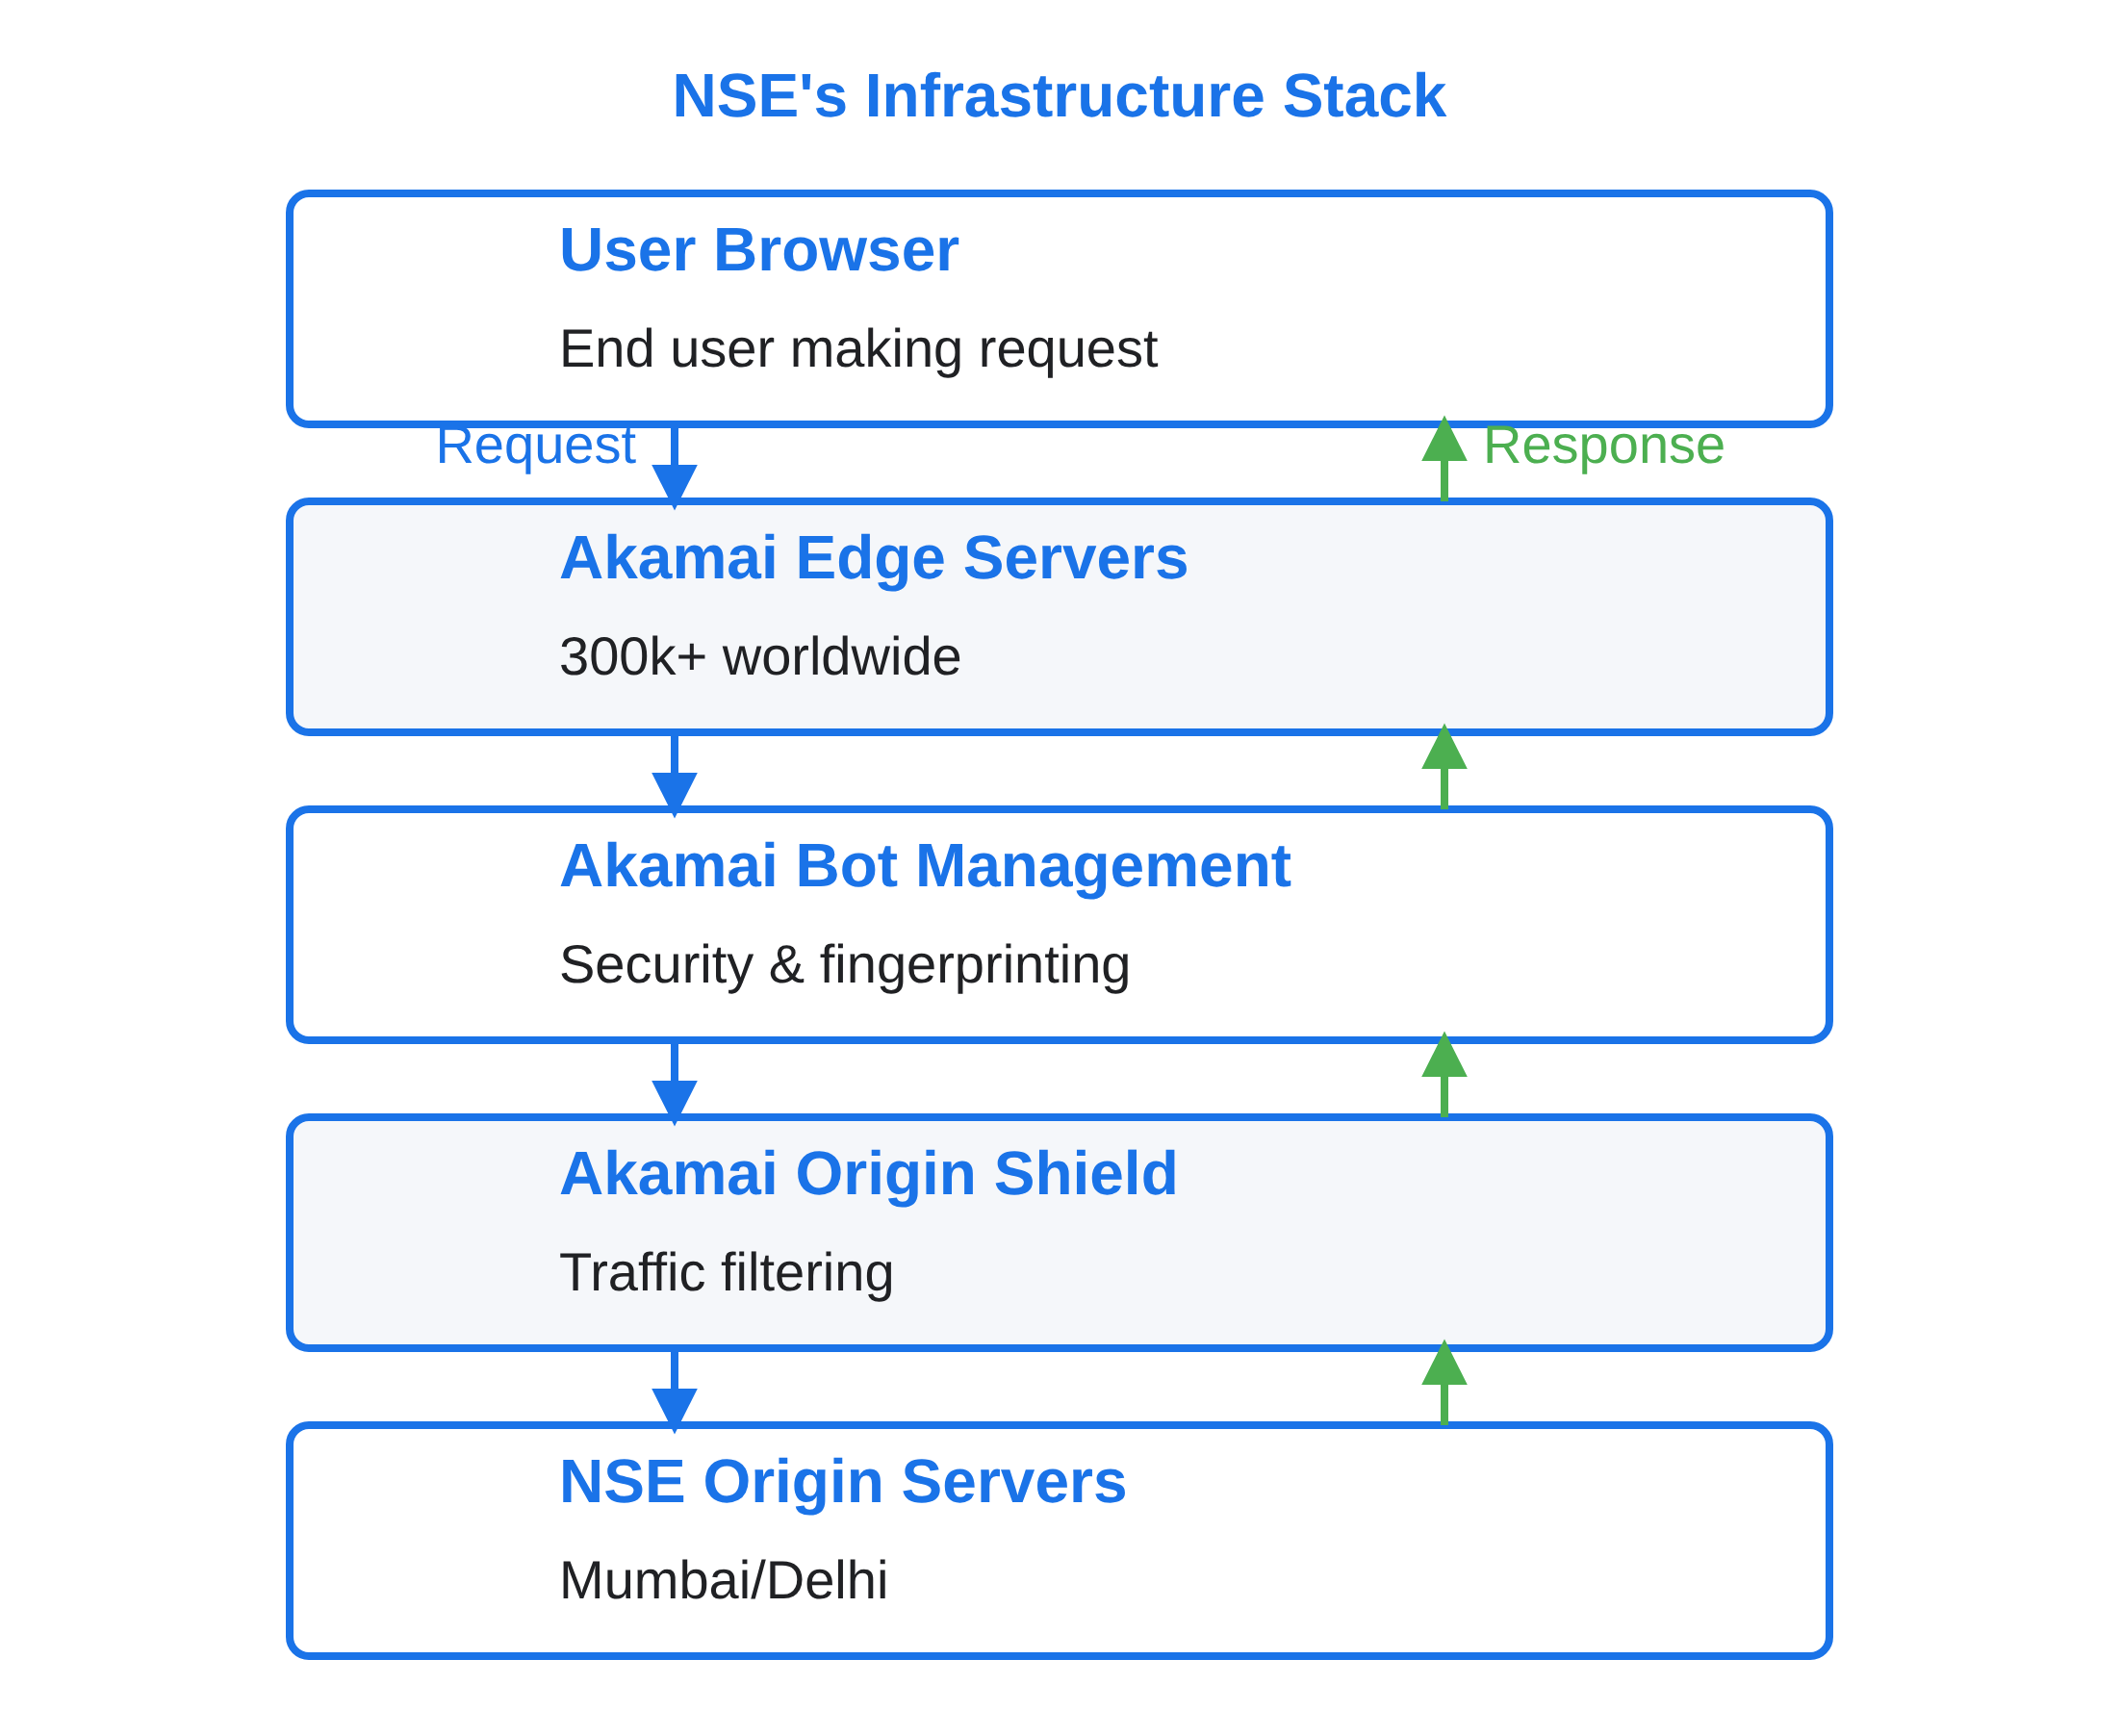 NSE's Infrastructure Stack
User Browser
End user making request
Request
Response
Akamai Edge Servers
300k+ worldwide
Akamai Bot Management
Security & fingerprinting
Akamai Origin Shield
Traffic filtering
NSE Origin Servers
Mumbai/Delhi